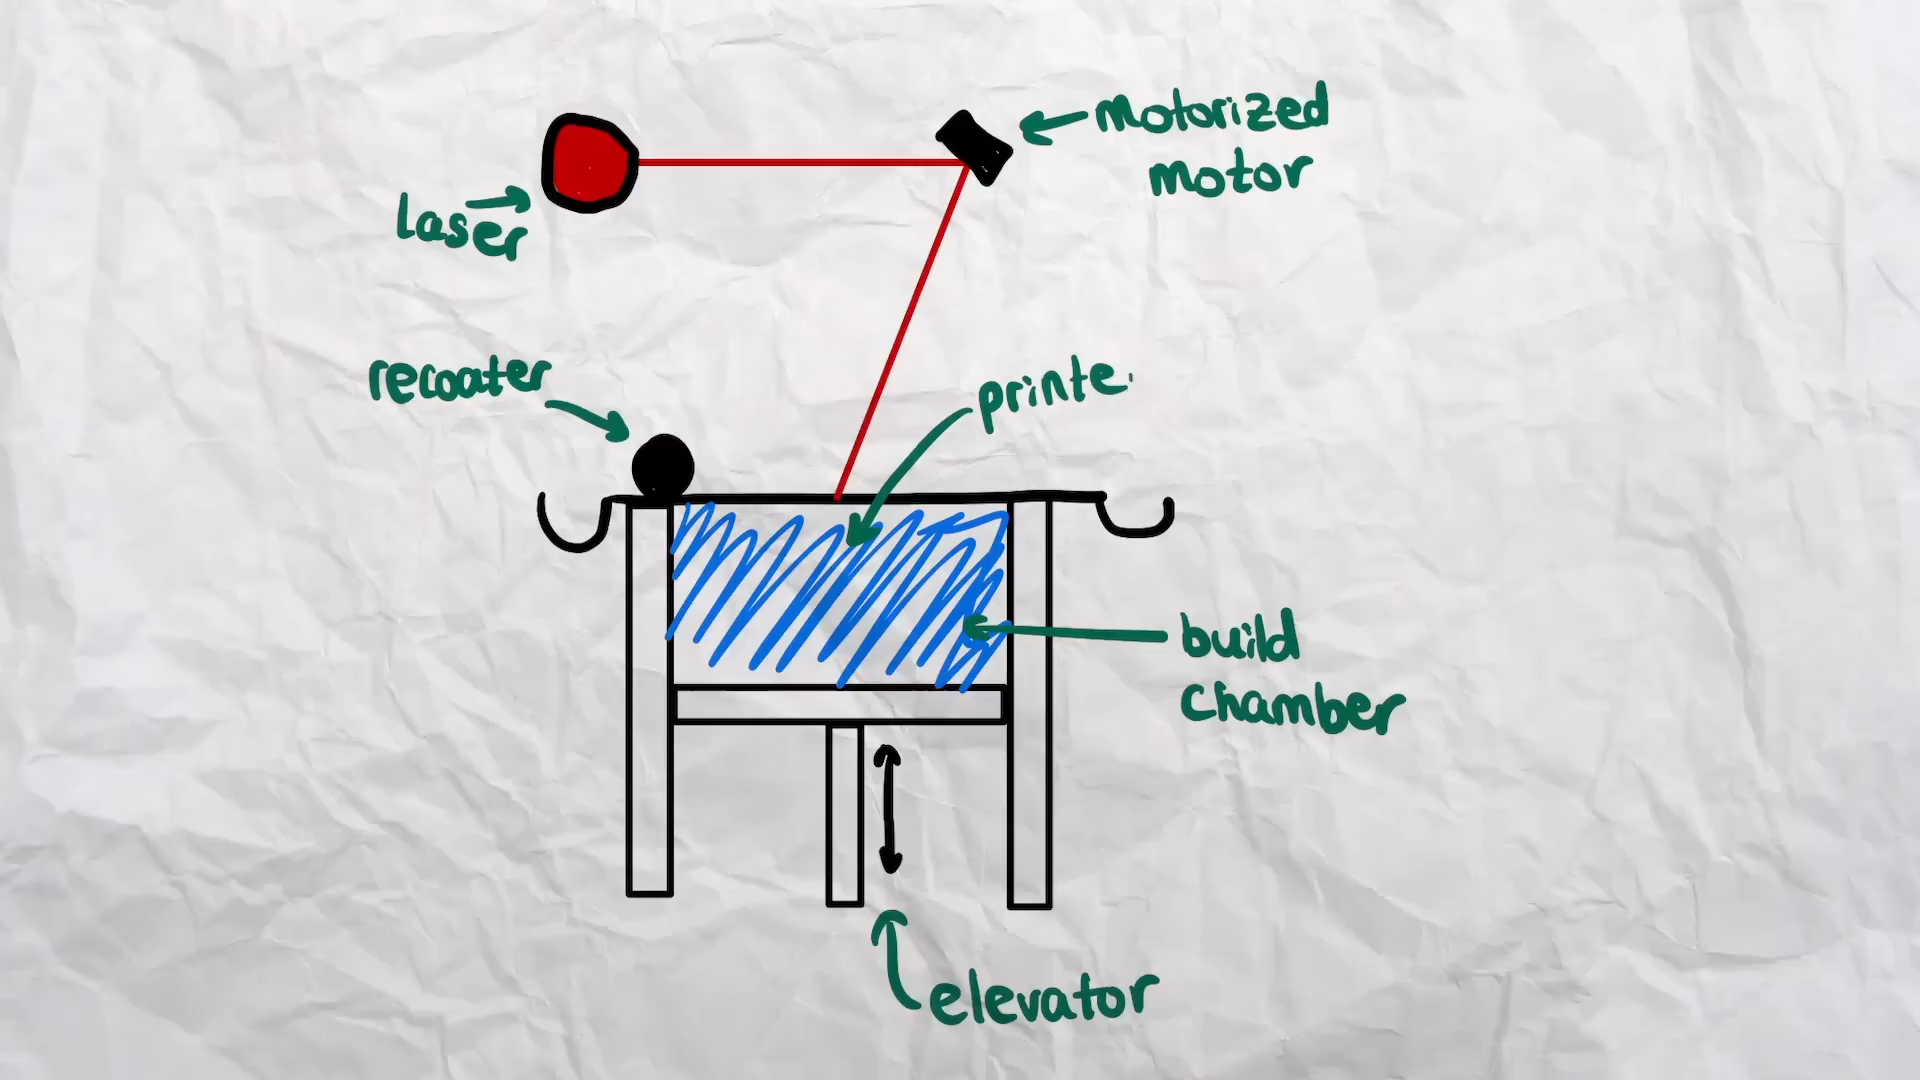 Motorized
Motor
laser
recoater
printe
build
chamber
elevator